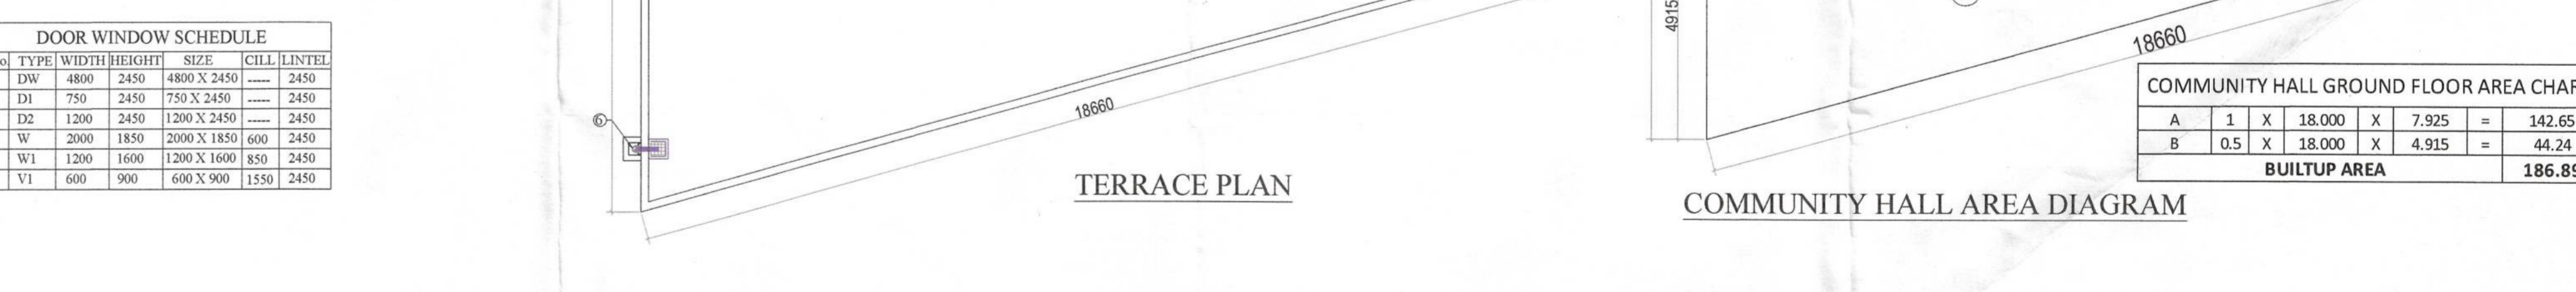 DOOR WINDOW SCHEDULE
o. TYPE WIDTH HEIGHT SIZE CILL LINTEL
DW 4800 2450 4800 X 2450 ----- 2450
D1 750 2450 750 X 2450 ----- 2450
D2 1200 2450 1200 X 2450 ----- 2450
W 2000 1850 2000 X 1850 600 2450
W1 1200 1600 1200 X 1600 850 2450
V1 600 900 600 X 900 1550 2450
6
18660
TERRACE PLAN
4915
18660
COMMUNITY HALL AREA DIAGRAM
COMMUNITY HALL GROUND FLOOR AREA CHAR
A 1 X 18.000 X 7.925 = 142.65
B 0.5 X 18.000 X 4.915 = 44.24
BUILTUP AREA 186.89